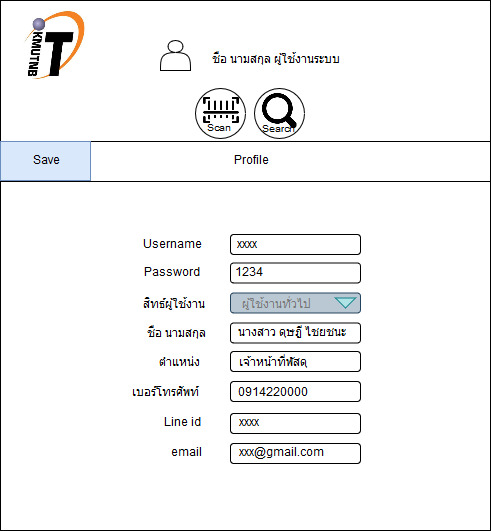 KMUTNB
IT
ชื่อ นามสกุล ผู้ใช้งานระบบ
Scan
Search
Save
Profile
Username
xxxx
Password
1234
สิทธ์ผู้ใช้งาน
ผู้ใช้งานทั่วไป
ชื่อ นามสกุล
นางสาว ดุษฎี ไชยชนะ
ตำแหน่ง
เจ้าหน้าที่พัสดุ
เบอร์โทรศัพท์
0914220000
Line id
xxxx
email
xxx@gmail.com